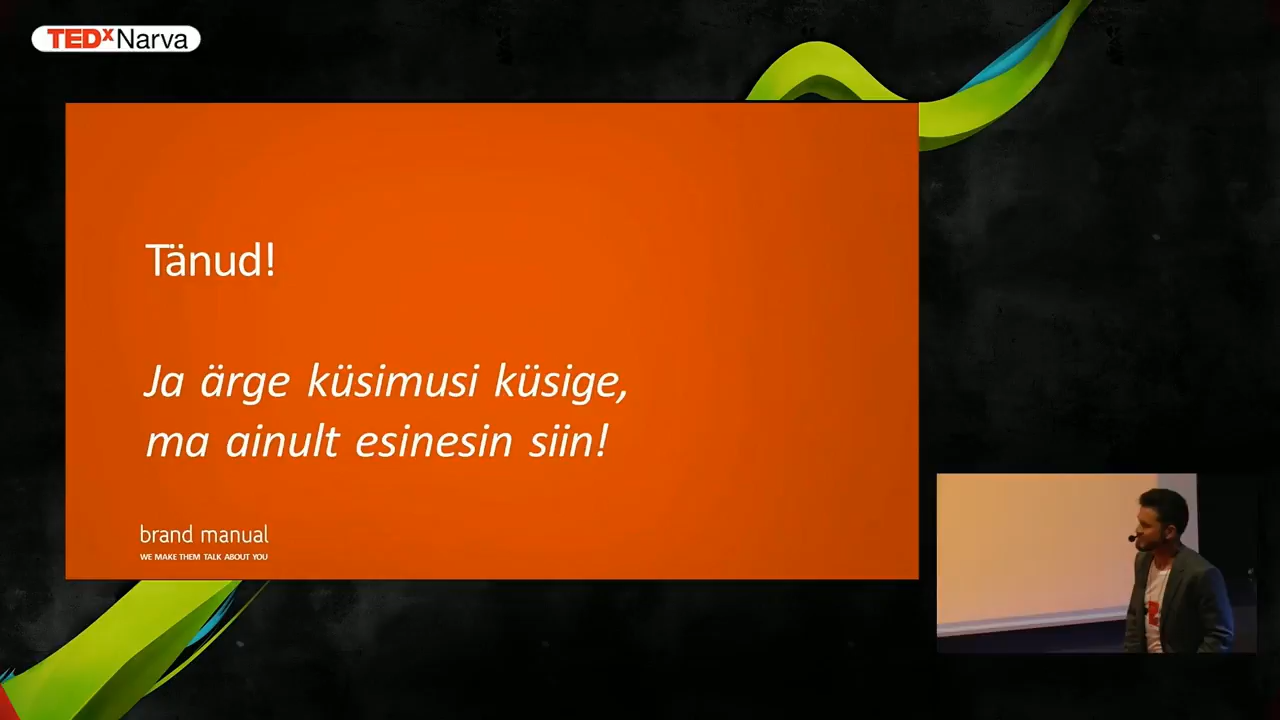 TEDxNarva
Tänud!
Ja ärge küsimusi küsige,
ma ainult esinesin siin!
brand manual
WE MAKE THEM TALK ABOUT YOU